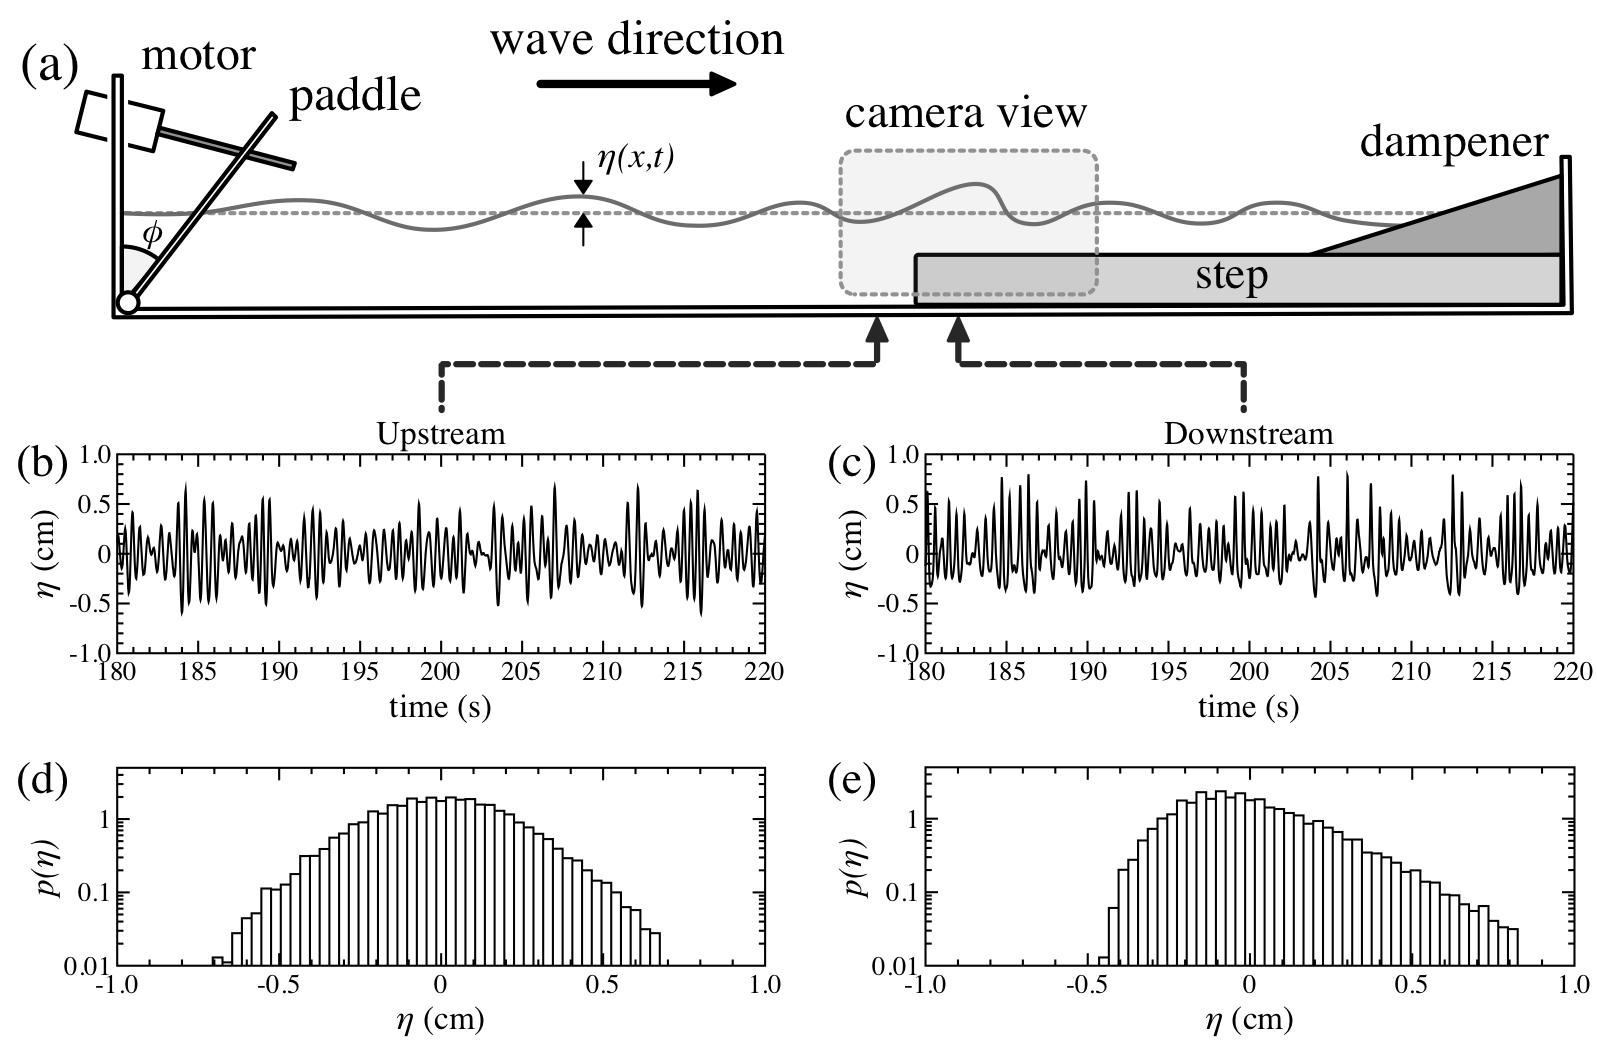 (a)
motor
paddle
wave direction
camera view
dampener
η(x,t)
ϕ
step
Upstream
Downstream
(b)
1.0
0.5
0
-0.5
-1.0
η (cm)
180 185 190 195 200 205 210 215 220
time (s)
(c)
1.0
0.5
0
-0.5
-1.0
η (cm)
180 185 190 195 200 205 210 215 220
time (s)
(d)
1
0.1
0.01
p(η)
-1.0 -0.5 0 0.5 1.0
η (cm)
(e)
1
0.1
0.01
p(η)
-1.0 -0.5 0 0.5 1.0
η (cm)